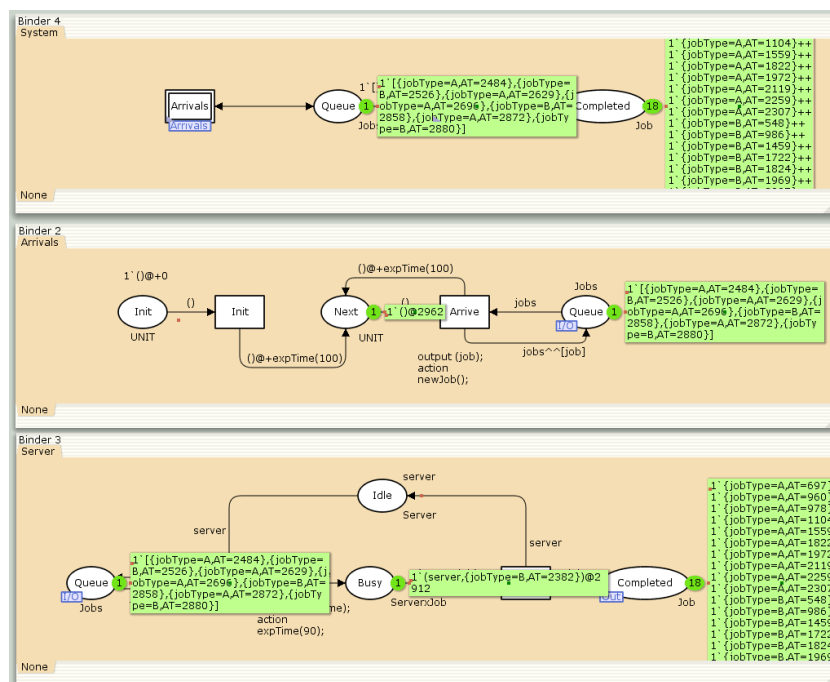 Binder 4
System
Arrivals
Arrivals
Queue
1
1`[
Jobs
1`[{jobType=A,AT=2484},{jobType=
B,AT=2526},{jobType=A,AT=2629},{j
obType=A,AT=2696},{jobType=B,AT=
2858},{jobType=A,AT=2872},{jobTy
pe=B,AT=2880}]
Completed
18
Job
1`{jobType=A,AT=1104}++
1`{jobType=A,AT=1559}++
1`{jobType=A,AT=1822}++
1`{jobType=A,AT=1972}++
1`{jobType=A,AT=2119}++
1`{jobType=A,AT=2259}++
1`{jobType=A,AT=2307}++
1`{jobType=B,AT=548}++
1`{jobType=B,AT=986}++
1`{jobType=B,AT=1459}++
1`{jobType=B,AT=1722}++
1`{jobType=B,AT=1824}++
1`{jobType=B,AT=1969}++
None
Binder 2
Arrivals
1`()@+0
Init
UNIT
()
Init
()@+expTime(100)
()@+expTime(100)
Next
1
1`()@2962
UNIT
()
Arrive
output (job);
action
newJob();
jobs
jobs^^[job]
Jobs
Queue
I/O
1
1`[{jobType=A,AT=2484},{jobType=
B,AT=2526},{jobType=A,AT=2629},{j
obType=A,AT=2696},{jobType=B,AT=
2858},{jobType=A,AT=2872},{jobTy
pe=B,AT=2880}]
None
Binder 3
Server
server
Idle
Server
server
server
Queue
I/O
1
Jobs
1`[{jobType=A,AT=2484},{jobType=
B,AT=2526},{jobType=A,AT=2629},{j
obType=A,AT=2696},{jobType=B,AT=
2858},{jobType=A,AT=2872},{jobTy
pe=B,AT=2880}]
action
expTime(90);
Busy
1
ServerxJob
1`(server,{jobType=B,AT=2382})@2
912
Completed
Out
18
Job
1`{jobType=A,AT=697}
1`{jobType=A,AT=960}
1`{jobType=A,AT=978}
1`{jobType=A,AT=1104
1`{jobType=A,AT=1559
1`{jobType=A,AT=1822
1`{jobType=A,AT=1972
1`{jobType=A,AT=2119
1`{jobType=A,AT=2259
1`{jobType=A,AT=2307
1`{jobType=B,AT=548}
1`{jobType=B,AT=986}
1`{jobType=B,AT=1459
1`{jobType=B,AT=1722
1`{jobType=B,AT=1824
1`{jobType=B,AT=1969
None